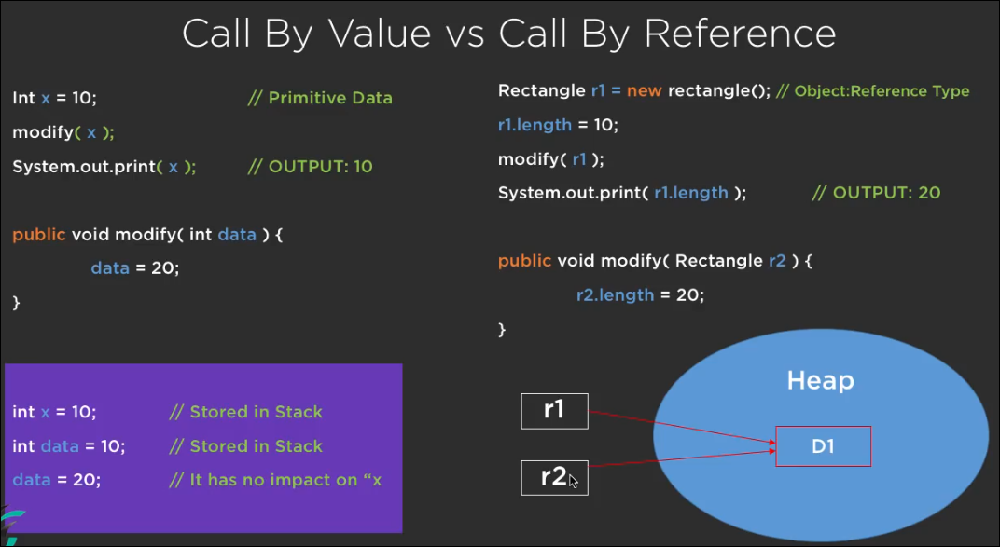 Call By Value vs Call By Reference
Int x = 10; // Primitive Data
modify( x );
System.out.print( x ); // OUTPUT: 10
public void modify( int data ) {
data = 20;
}
int x = 10; // Stored in Stack
int data = 10; // Stored in Stack
data = 20; // It has no impact on “x
Rectangle r1 = new rectangle(); // Object:Reference Type
r1.length = 10;
modify( r1 );
System.out.print( r1.length ); // OUTPUT: 20
public void modify( Rectangle r2 ) {
r2.length = 20;
}
Heap
r1
D1
r2